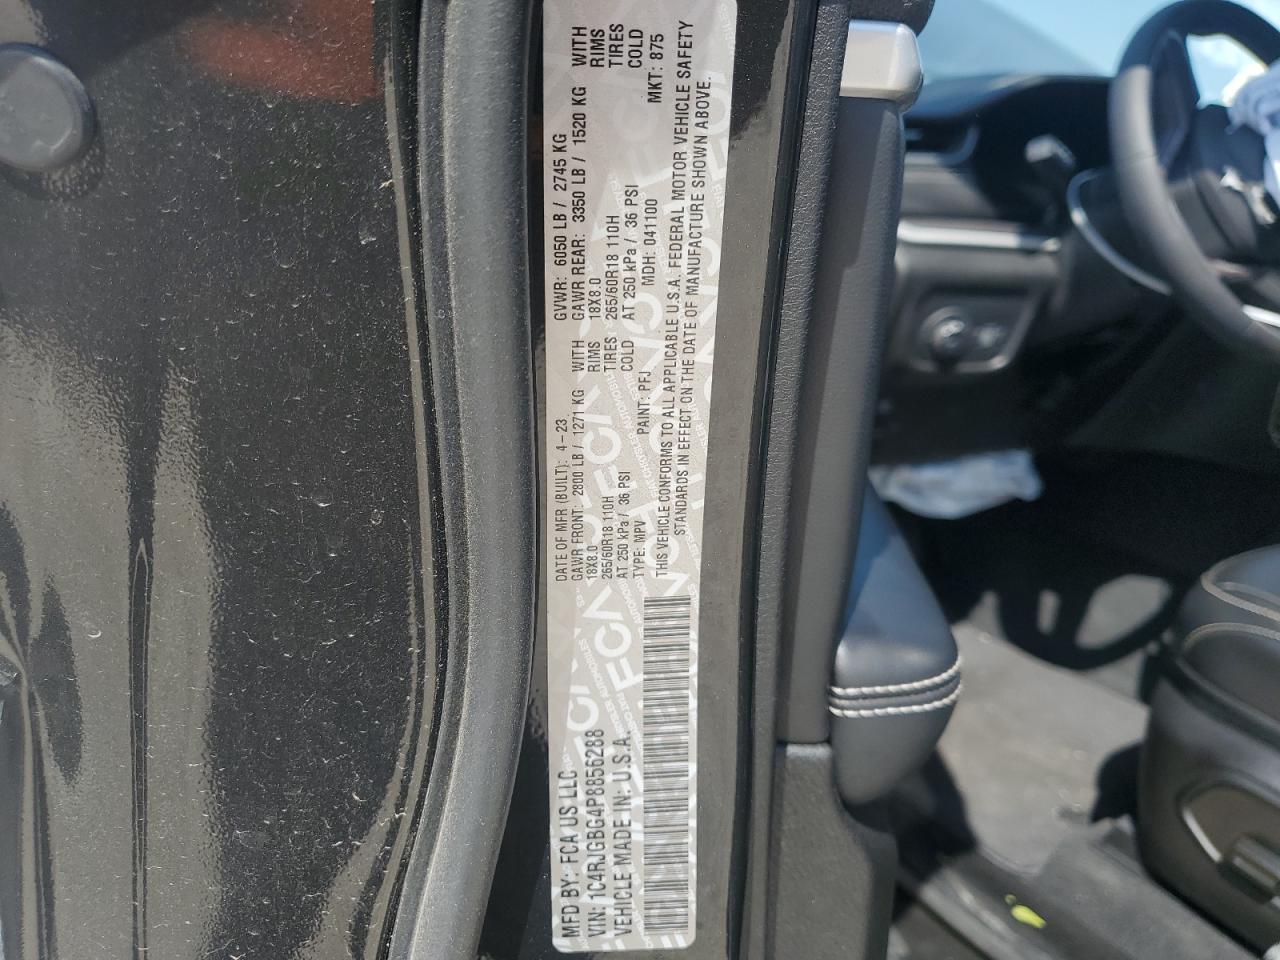 MFD BY: FCA US LLC
VIN: 1C4RJGBG4P8856288
VEHICLE MADE IN: U.S.A.
DATE OF MFR (BUILT): 4-23 GVWR: 6050 LB / 2745 KG
GAWR FRONT: 2800 LB / 1271 KG WITH GAWR REAR: 3350 LB / 1520 KG WITH
18X8.0 RIMS 18X8.0 RIMS
265/60R18 110H TIRES 265/60R18 110H TIRES
AT 250 kPa / 36 PSI COLD AT 250 kPa / 36 PSI COLD
TYPE: MPV PAINT: PFJ MDH: 041100 MKT: 875
THIS VEHICLE CONFORMS TO ALL APPLICABLE U.S.A. FEDERAL MOTOR VEHICLE SAFETY
STANDARDS IN EFFECT ON THE DATE OF MANUFACTURE SHOWN ABOVE.